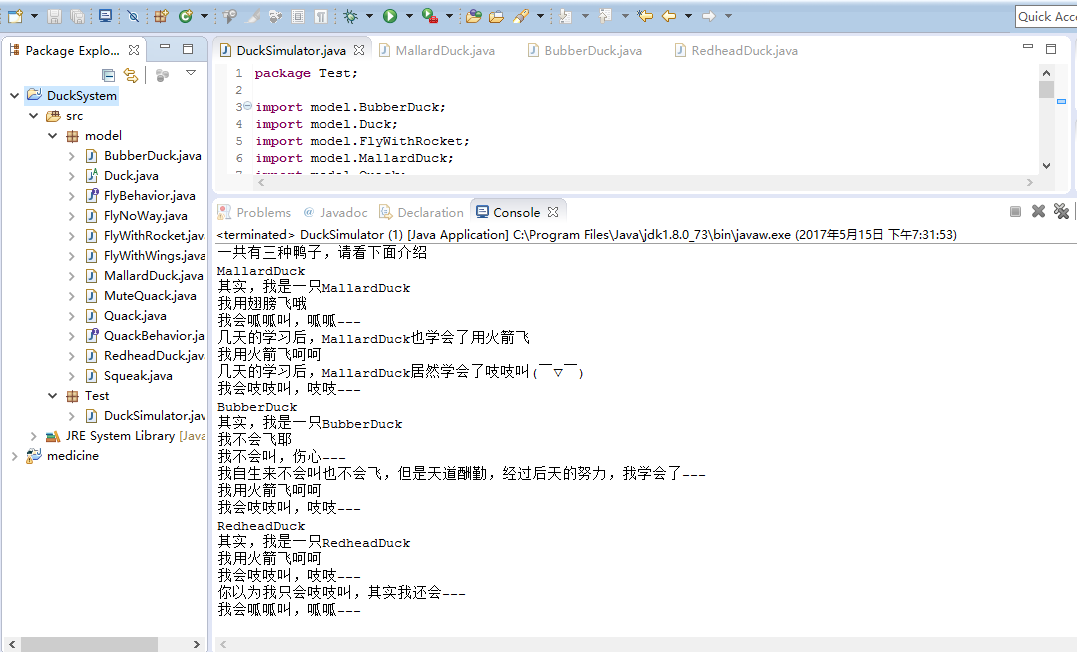 Quick Acc
Package Explo...
DuckSystem
src
model
BubberDuck.java
Duck.java
FlyBehavior.java
FlyNoWay.java
FlyWithRocket.java
FlyWithWings.java
MallardDuck.java
MuteQuack.java
Quack.java
QuackBehavior.ja
RedheadDuck.jav
Squeak.java
Test
DuckSimulator.jav
JRE System Library [Java
medicine
DuckSimulator.java MallardDuck.java BubberDuck.java RedheadDuck.java
1 package Test;
2
3 import model.BubberDuck;
4 import model.Duck;
5 import model.FlyWithRocket;
6 import model.MallardDuck;
7 import model.Quack;
Problems @ Javadoc Declaration Console
<terminated> DuckSimulator (1) [Java Application] C:\Program Files\Java\jdk1.8.0_73\bin\javaw.exe (2017年5月15日 下午7:31:53)
一共有三种鸭子，请看下面介绍
MallardDuck
其实，我是一只MallardDuck
我用翅膀飞哦
我会呱呱叫，呱呱---
几天的学习后，MallardDuck也学会了用火箭飞
我用火箭飞呵呵
几天的学习后，MallardDuck居然学会了吱吱叫(￣▽￣)
我会吱吱叫，吱吱---
BubberDuck
其实，我是一只BubberDuck
我不会飞耶
我不会叫，伤心---
我自生来不会叫也不会飞，但是天道酬勤，经过后天的努力，我学会了---
我用火箭飞呵呵
我会吱吱叫，吱吱---
RedheadDuck
其实，我是一只RedheadDuck
我用火箭飞呵呵
我会吱吱叫，吱吱---
你以为我只会吱吱叫，其实我还会---
我会呱呱叫，呱呱---